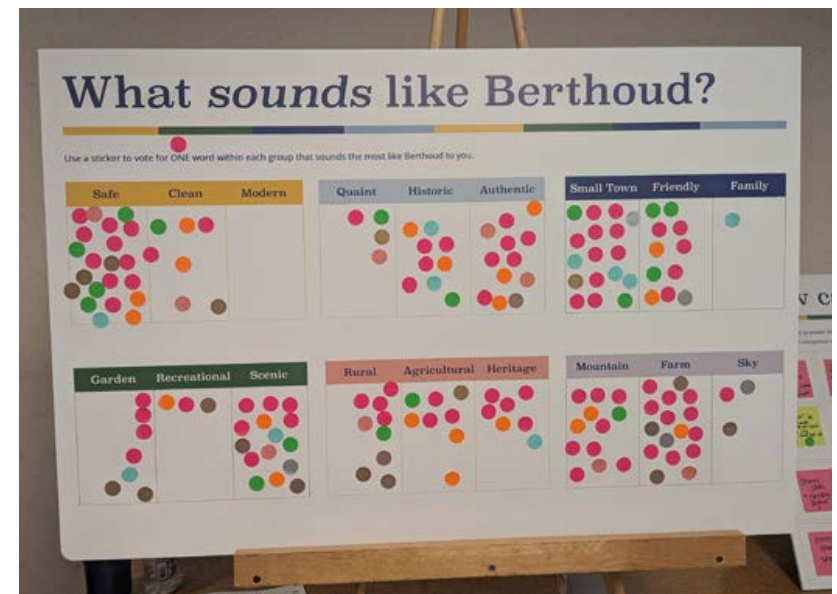 What sounds like Berthoud?
Use a sticker to vote for ONE word within each group that sounds the most like Berthoud to you.
Safe Clean Modern
Quaint Historic Authentic
Small Town Friendly Family
Garden Recreational Scenic
Rural Agricultural Heritage
Mountain Farm Sky